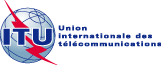 ITU
Union
internationale des
télécommunications